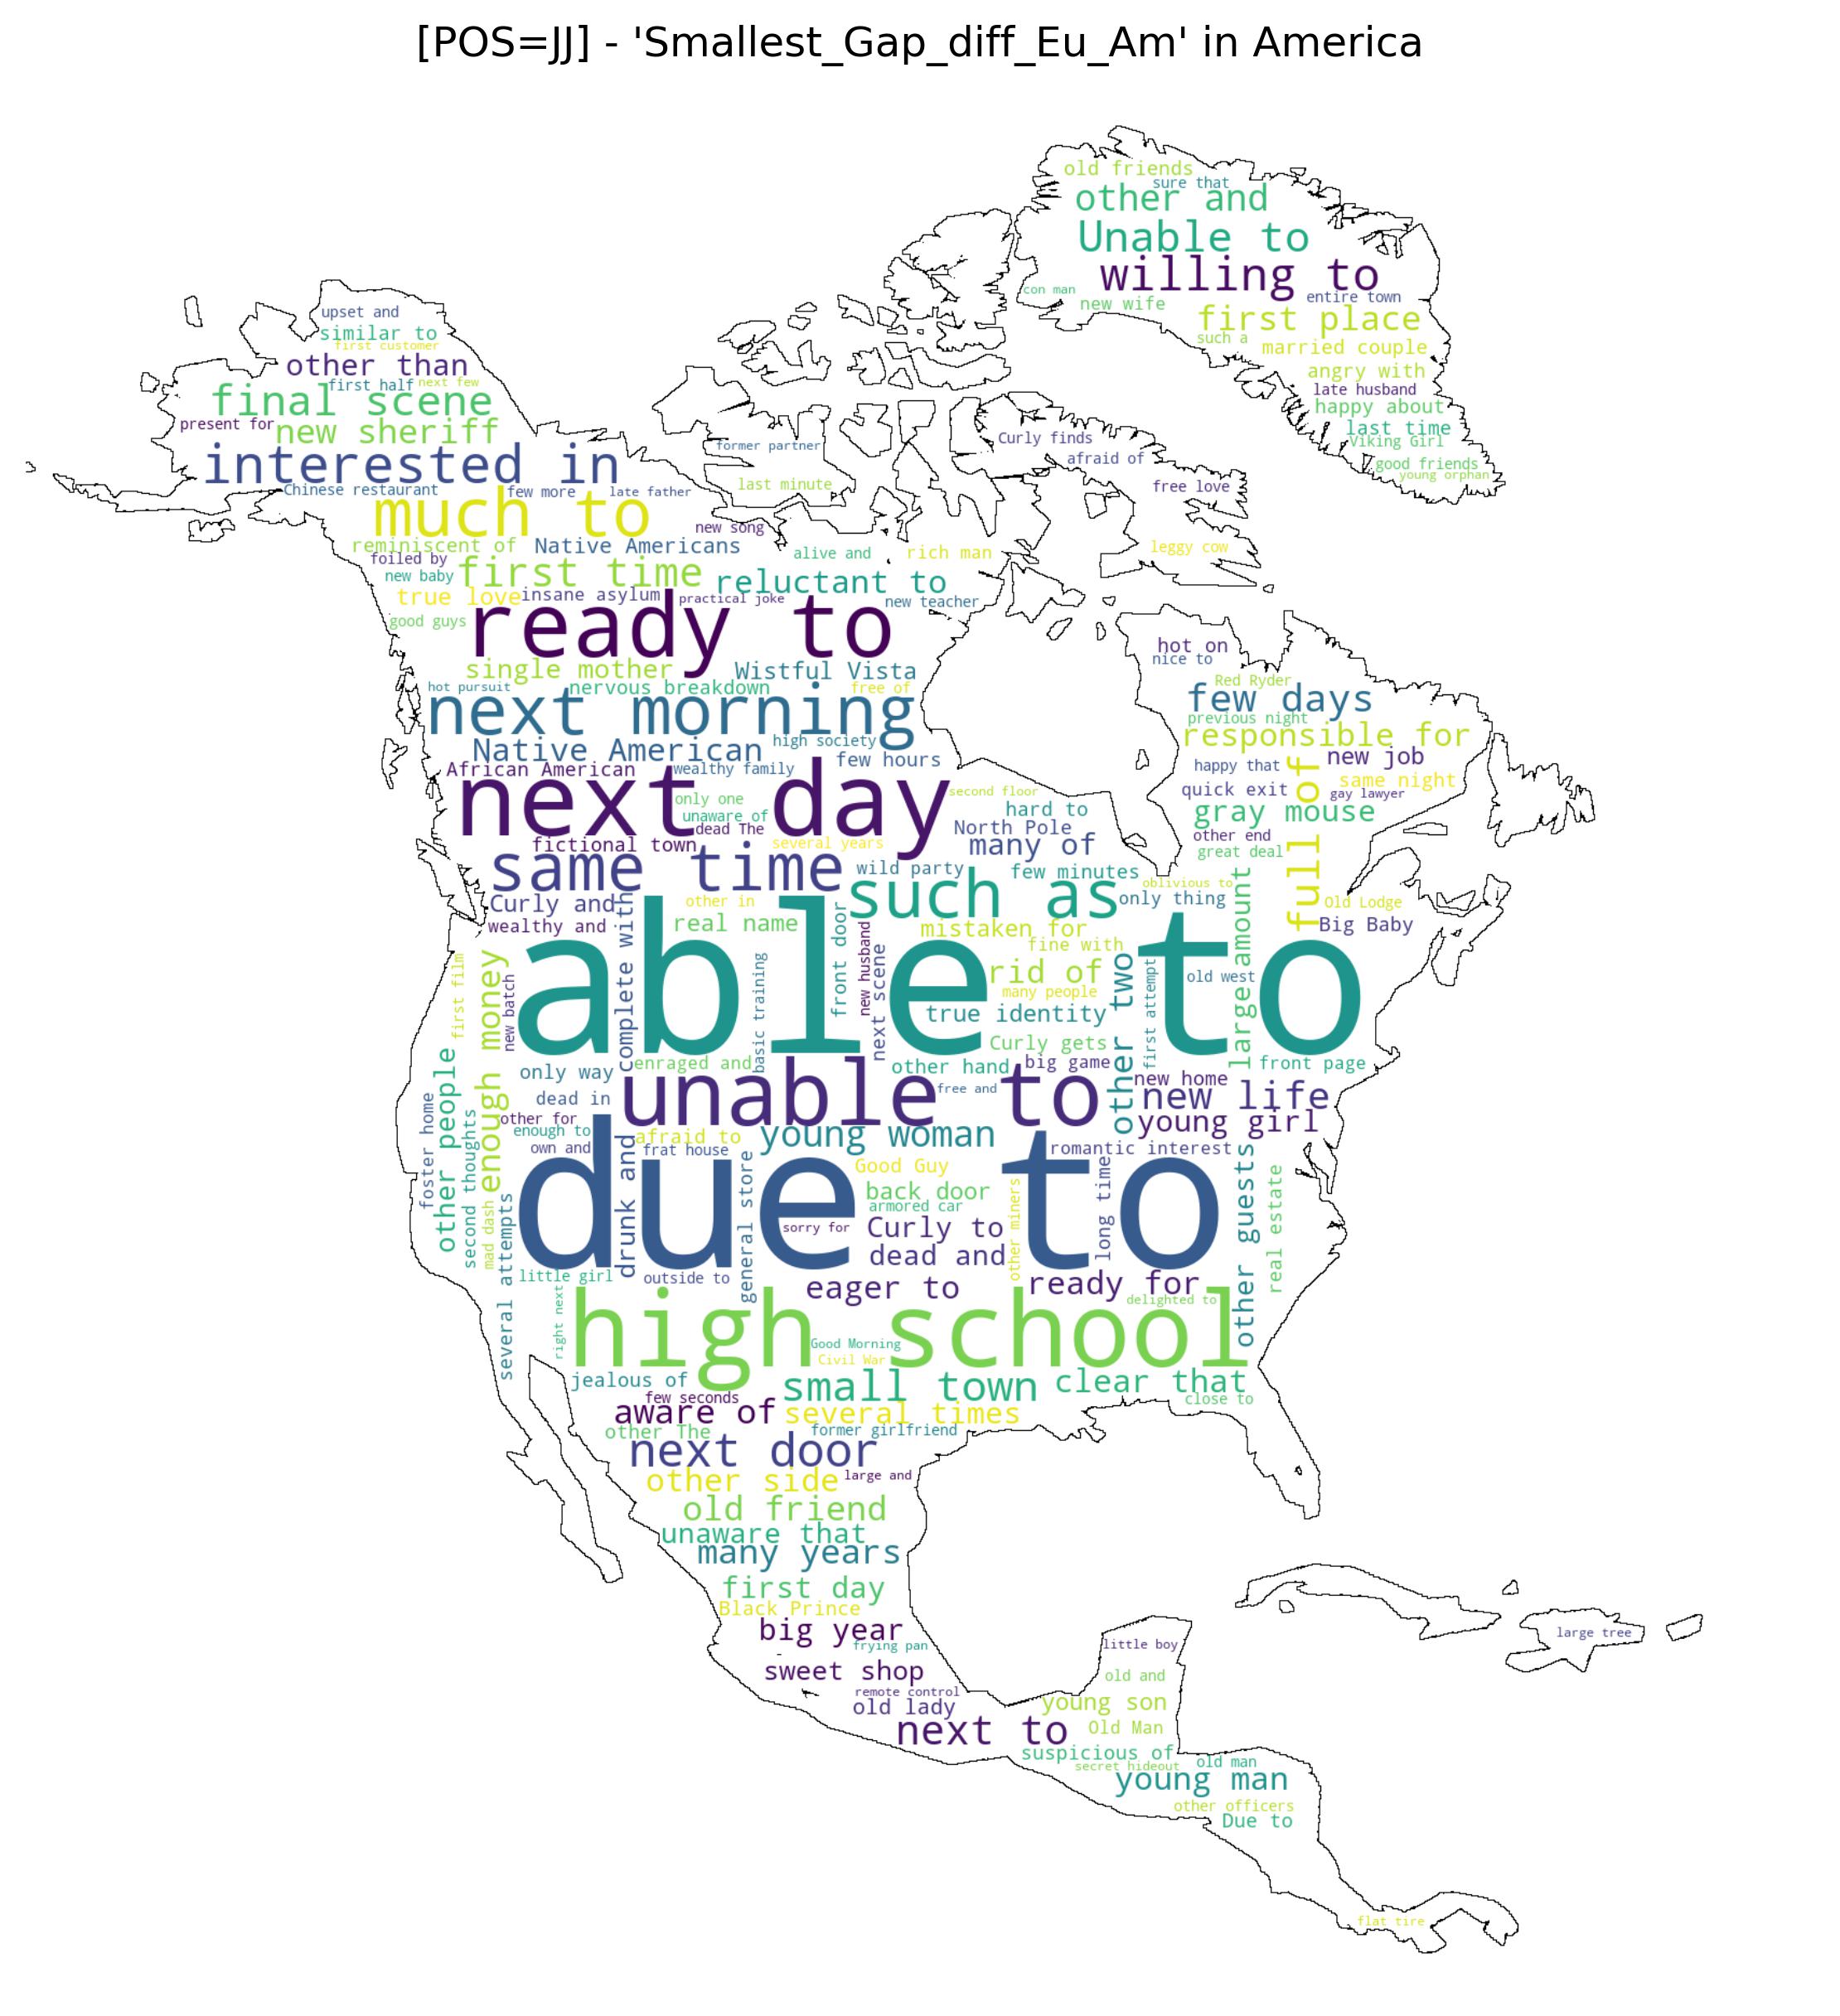 [POS=JJ] - 'Smallest_Gap_diff_Eu_Am' in America
old friends
sure that
other and
Unable to
willing to
con man
entire town
new wife
first place
such a
married couple
angry with
late husband
happy about
last time
Viking Girl
good friends
young orphan
upset and
similar to
first customer
other than
first half
next few
final scene
present for
new sheriff
interested in
Chinese restaurant
few more
late father
much to
former partner
last minute
Curly finds
afraid of
free love
new song
reminiscent of
Native Americans
alive and
rich man
leggy cow
foiled by
new baby
first time
reluctant to
true love
insane asylum
practical joke
new teacher
good guys
ready to
single mother
Wistful Vista
hot pursuit
nervous breakdown
free of
next morning
Native American
high society
few hours
African American
wealthy family
next day
only one
unaware of
dead The
second floor
hard to
North Pole
many of
fictional town
several years
same time
wild party
few minutes
such as
oblivious to
only thing
hot on
nice to
Red Ryder
few days
previous night
responsible for
happy that
new job
quick exit
same night
gay lawyer
gray mouse
other end
great deal
full of
Old Lodge
Big Baby
Curly and
other in
wealthy and
real name
complete with
front door
new husband
next scene
mistaken for
fine with
rid of
many people
true identity
other two
first attempt
old west
large amount
able to
first film
enough money
new batch
basic training
Curly gets
front page
only way
enraged and
other hand
big game
new home
dead in
unable to
free and
new life
young girl
other people
foster home
second thoughts
mad dash
several attempts
other for
enough to
own and
afraid to
frat house
young woman
romantic interest
drunk and
general store
Good Guy
back door
armored car
due to
sorry for
Curly to
dead and
other miners
long time
other guests
real estate
little girl
outside to
eager to
ready for
delighted to
right next
high school
Good Morning
Civil War
jealous of
small town
clear that
few seconds
close to
aware of
several times
other The
former girlfriend
next door
other side
large and
old friend
unaware that
many years
first day
Black Prince
big year
frying pan
sweet shop
remote control
old lady
next to
little boy
large tree
old and
young son
Old Man
suspicious of
old man
secret hideout
young man
other officers
Due to
flat tire